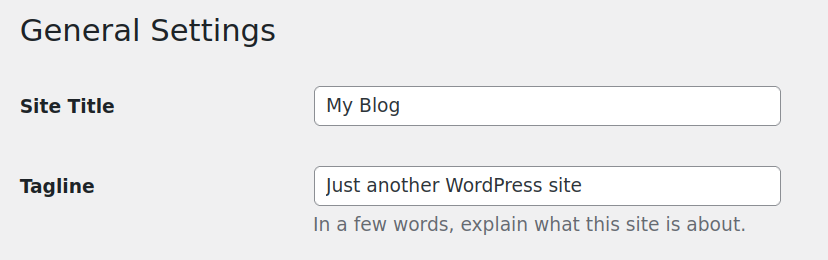 General Settings
Site Title
My Blog
Tagline
Just another WordPress site
In a few words, explain what this site is about.